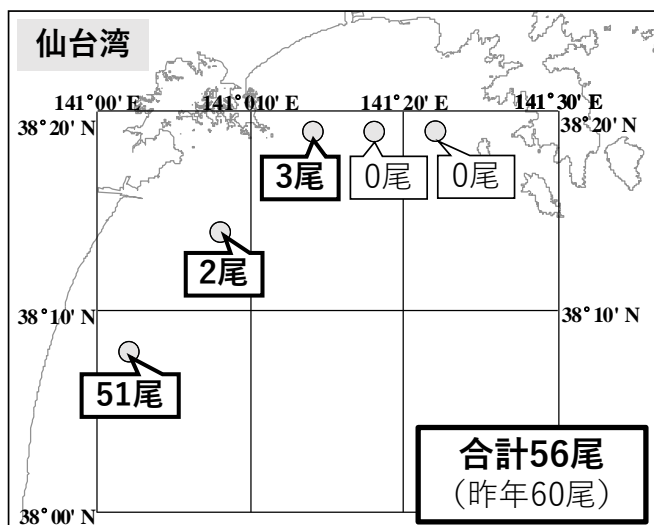 仙台湾
141°00' E
141°010' E
141°20' E
141°30' E
38°20' N
38°20' N
3尾
0尾
0尾
2尾
38°10' N
38°10' N
51尾
合計56尾
（昨年60尾）
38°00' N